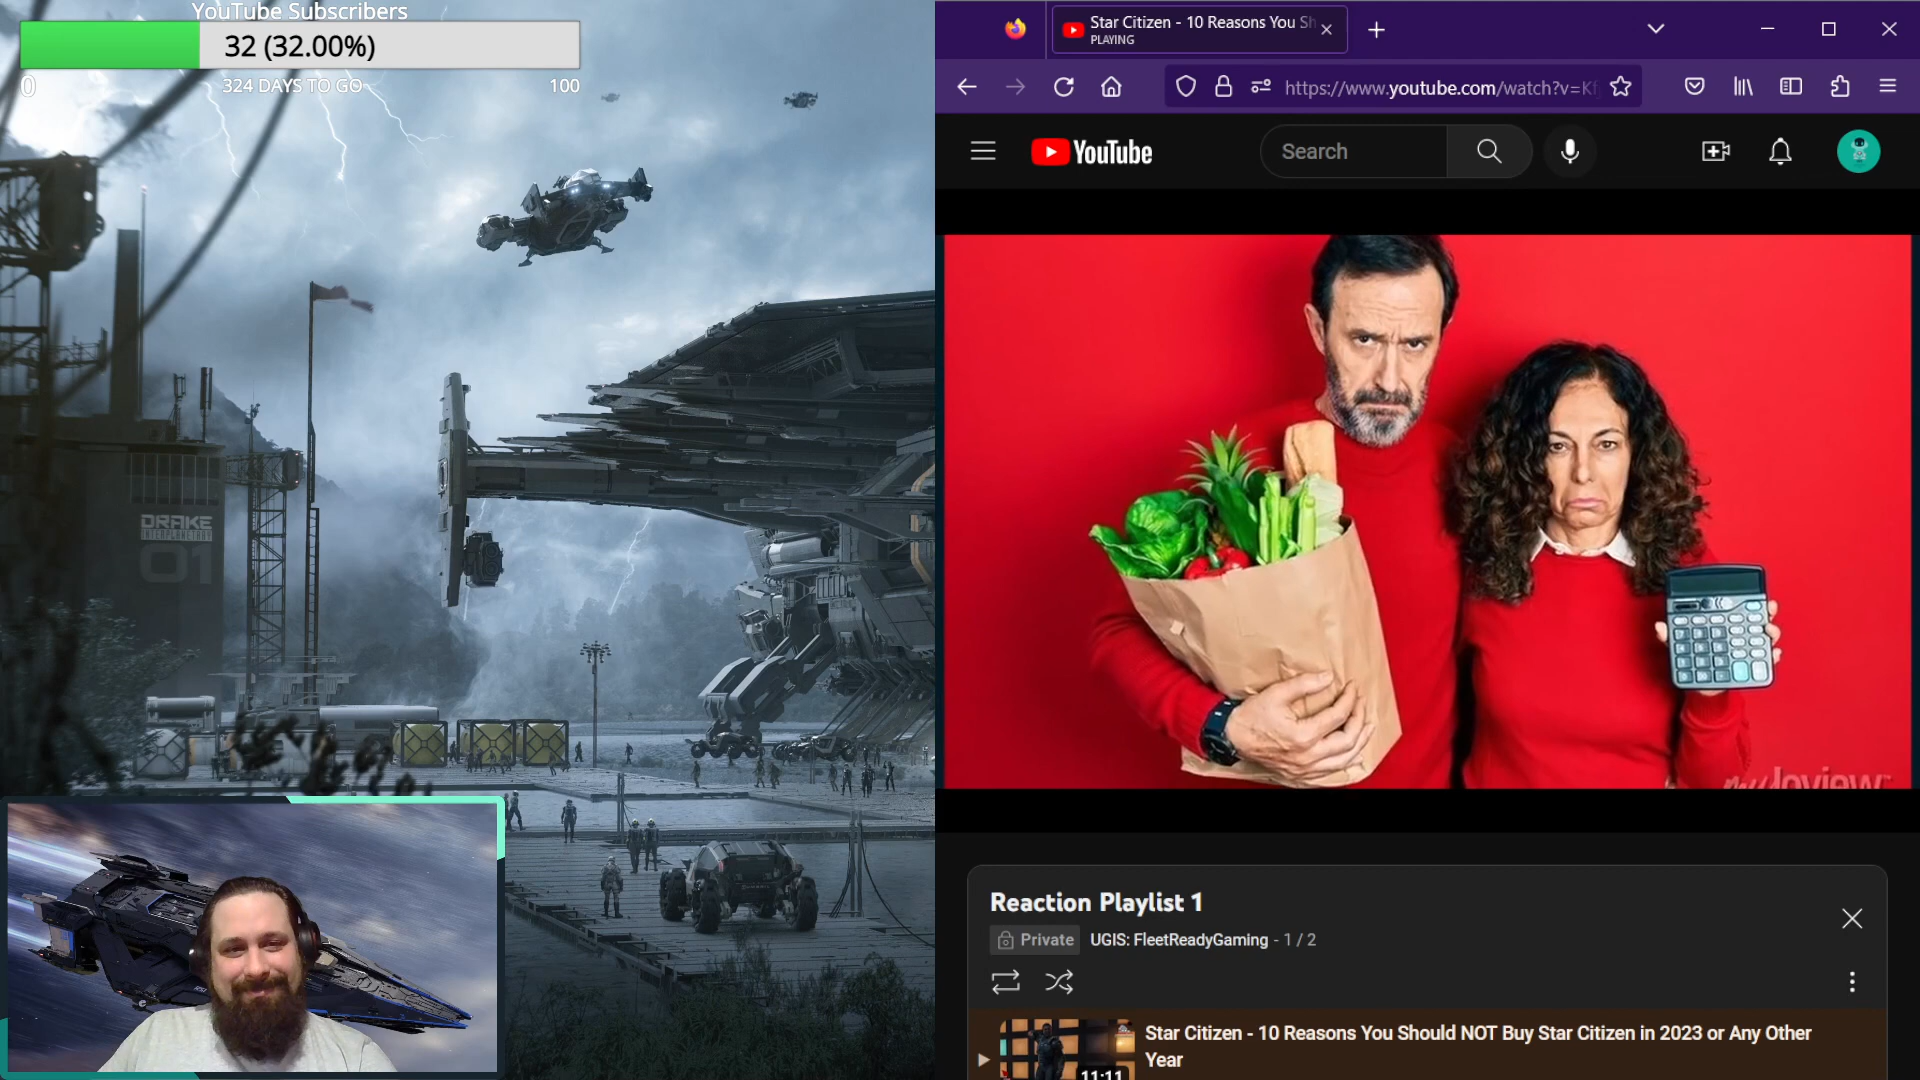 YouTube Subscribers
32 (32.00%)
0
324 DAYS TO GO
100
DRAKE
INTERPLANETARY
01
Star Citizen - 10 Reasons You Sh
PLAYING
https://www.youtube.com/watch?v=Kf
YouTube
Search
Reaction Playlist 1
Private
UGIS: FleetReadyGaming - 1 / 2
Star Citizen - 10 Reasons You Should NOT Buy Star Citizen in 2023 or Any Other
Year
11:11